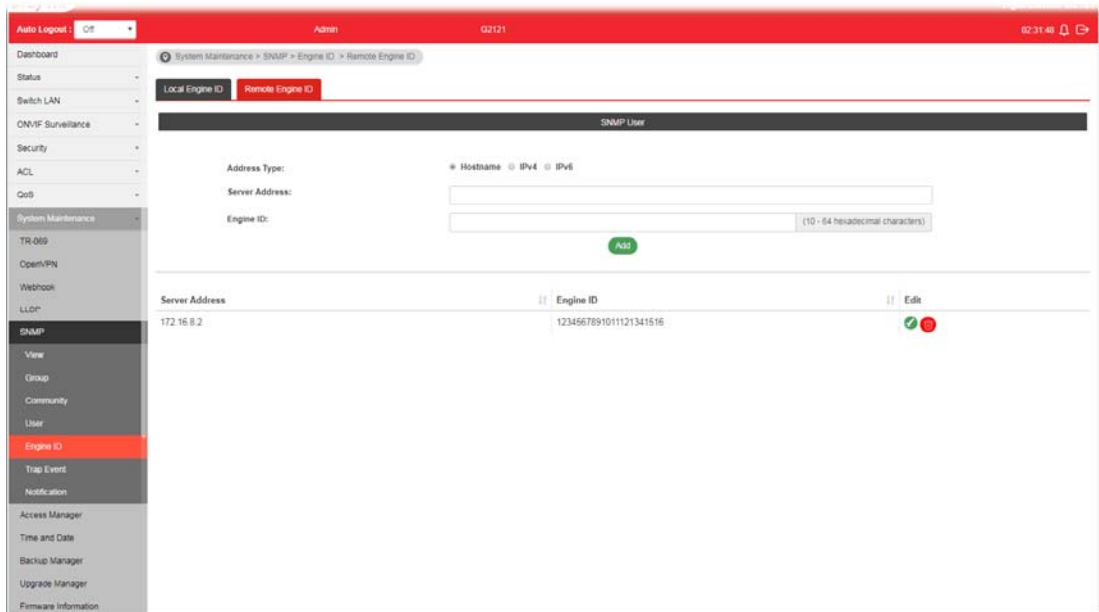 Auto Logout : Off
Admin
G2121
02:31:48
Dashboard
Status
Switch LAN
ONVIF Surveillance
Security
ACL
QoS
System Maintenance
TR-069
OpenVPN
Webhook
LLDP
SNMP
View
Group
Community
User
Engine ID
Trap Event
Notification
Access Manager
Time and Date
Backup Manager
Upgrade Manager
Firmware Information
System Maintenance > SNMP > Engine ID > Remote Engine ID
Local Engine ID Remote Engine ID
SNMP User
Address Type: Hostname IPv4 IPv6
Server Address:
Engine ID: (10 - 64 hexadecimal characters)
Add
Server Address Engine ID Edit
172.16.8.2 1234567891011121341516